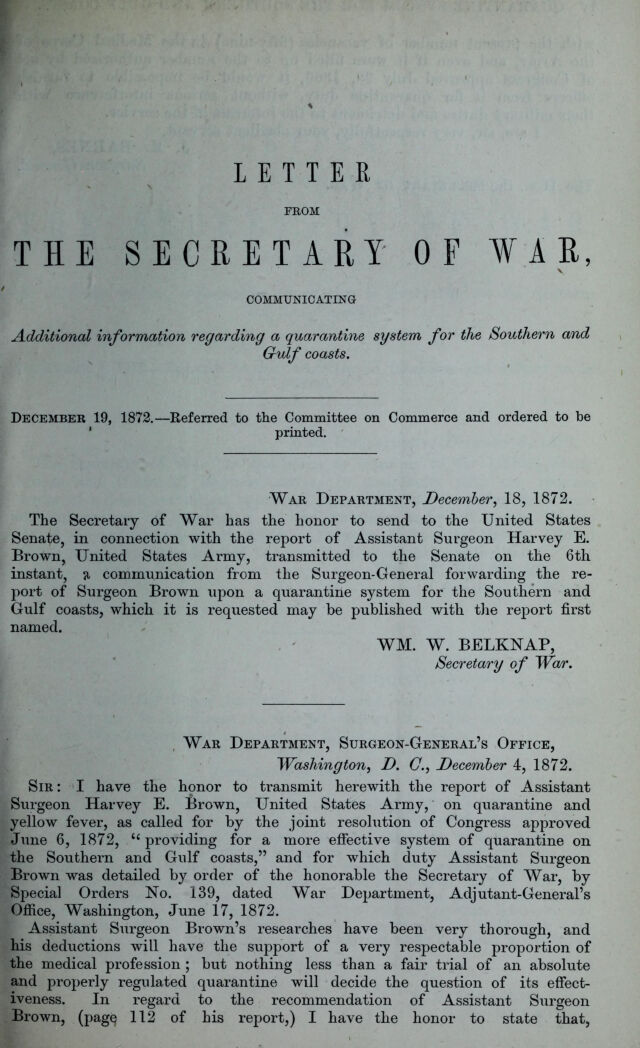 LETTER
FROM
THE SECRETARY OF WAR,
COMMUNICATING
Additional information regarding a quarantine system for the Southern and
Gulf coasts.
DECEMBER 19, 1872.—Referred to the Committee on Commerce and ordered to be
printed.
WAR DEPARTMENT, December, 18, 1872.
The Secretary of War has the honor to send to the United States
Senate, in connection with the report of Assistant Surgeon Harvey E.
Brown, United States Army, transmitted to the Senate on the 6th
instant, a communication from the Surgeon-General forwarding the re-
port of Surgeon Brown upon a quarantine system for the Southern and
Gulf coasts, which it is requested may be published with the report first
named.
WM. W. BELKNAP,
Secretary of War.
WAR DEPARTMENT, SURGEON-GENERAL'S OFFICE,
Washington, D. C., December 4, 1872.
SIR: I have the honor to transmit herewith the report of Assistant
Surgeon Harvey E. Brown, United States Army, on quarantine and
yellow fever, as called for by the joint resolution of Congress approved
June 6, 1872, “providing for a more effective system of quarantine on
the Southern and Gulf coasts,” and for which duty Assistant Surgeon
Brown was detailed by order of the honorable the Secretary of War, by
Special Orders No. 139, dated War Department, Adjutant-General's
Office, Washington, June 17, 1872.
Assistant Surgeon Brown's researches have been very thorough, and
his deductions will have the support of a very respectable proportion of
the medical profession; but nothing less than a fair trial of an absolute
and properly regulated quarantine will decide the question of its effect-
iveness. In regard to the recommendation of Assistant Surgeon
Brown, (page 112 of his report,) I have the honor to state that,